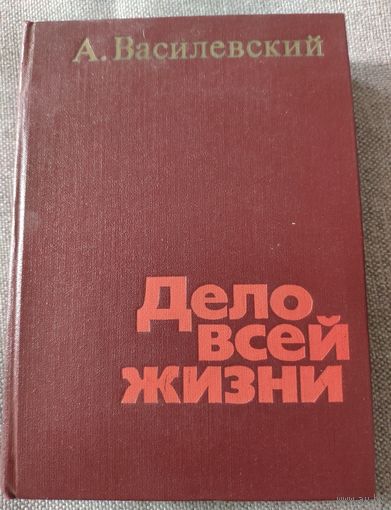 А. Василевский
Дело
всей
жизни